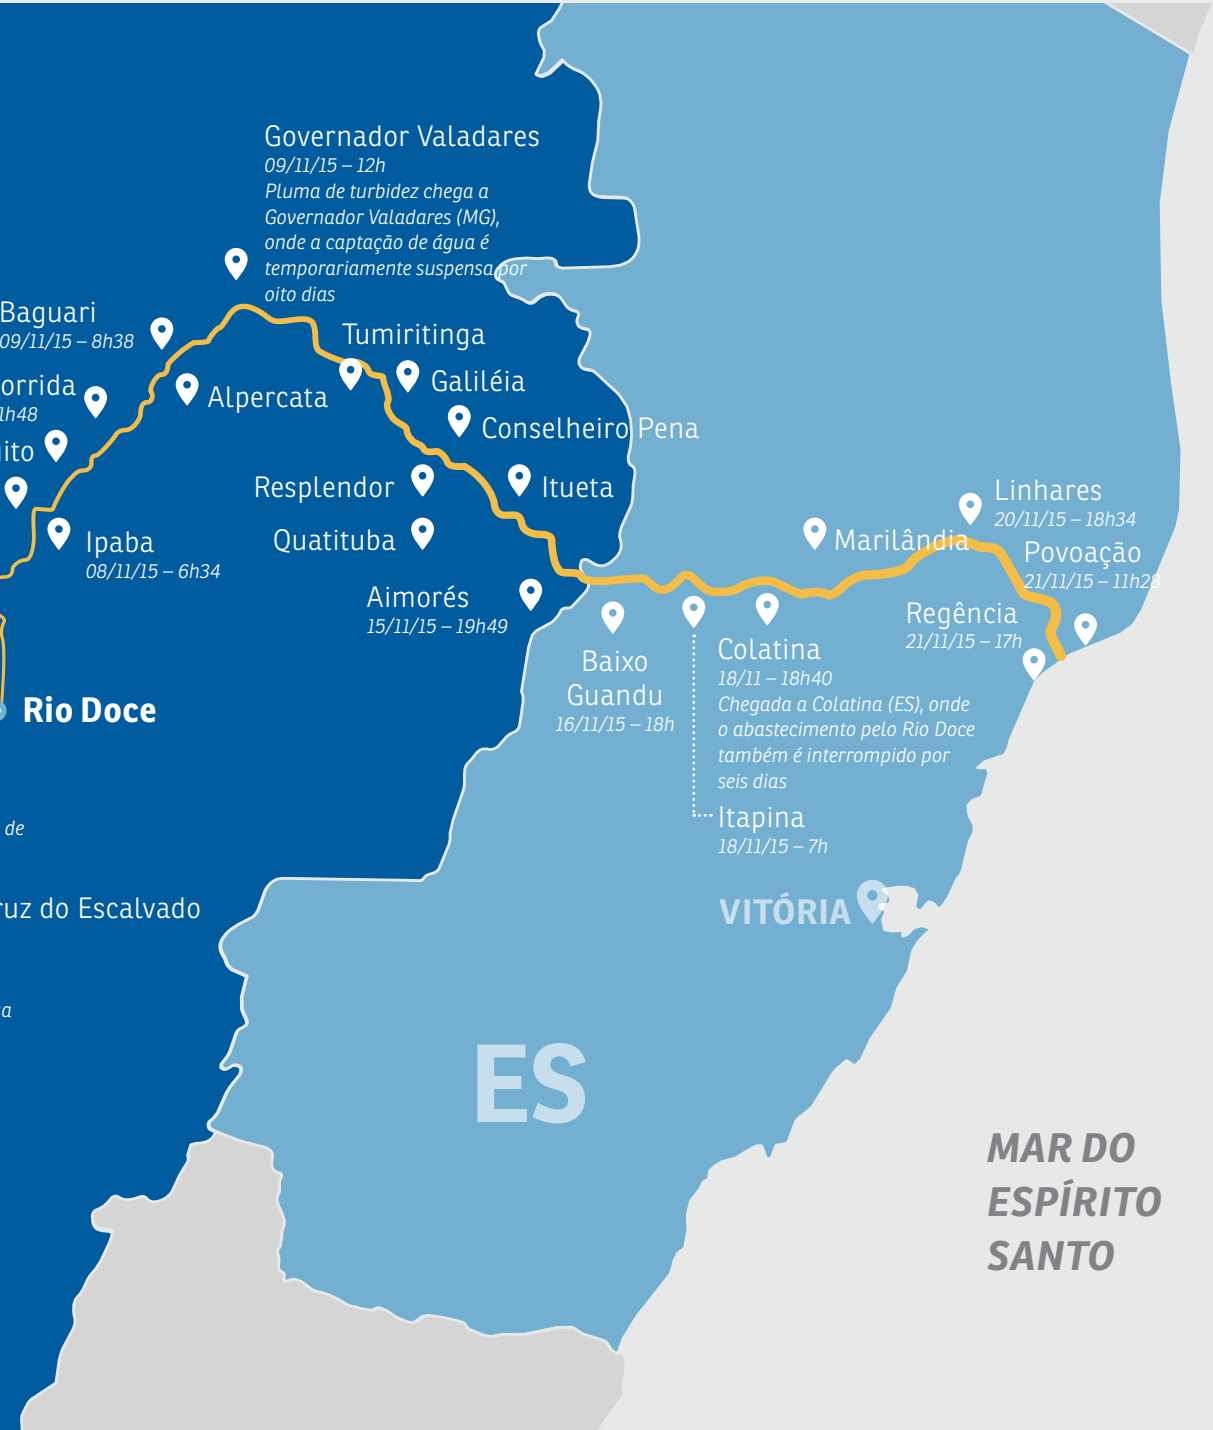 Governador Valadares
09/11/15 – 12h
Pluma de turbidez chega a
Governador Valadares (MG),
onde a captação de água é
temporariamente suspensa por
oito dias
Baguari
09/11/15 – 8h38
Tumiritinga
orrida
1h48
Alpercata
Galiléia
ito
Conselheiro Pena
Resplendor
Itueta
Ipaba
08/11/15 – 6h34
Quatituba
Aimorés
15/11/15 – 19h49
Linhares
20/11/15 – 18h34
Marilândia
Povoação
21/11/15 – 11h28
Regência
21/11/15 – 17h
Baixo
Guandu
16/11/15 – 18h
Colatina
18/11 – 18h40
Chegada a Colatina (ES), onde
o abastecimento pelo Rio Doce
também é interrompido por
seis dias
Itapina
18/11/15 – 7h
Rio Doce
de
ruz do Escalvado
a
VITÓRIA
ES
MAR DO
ESPÍRITO
SANTO